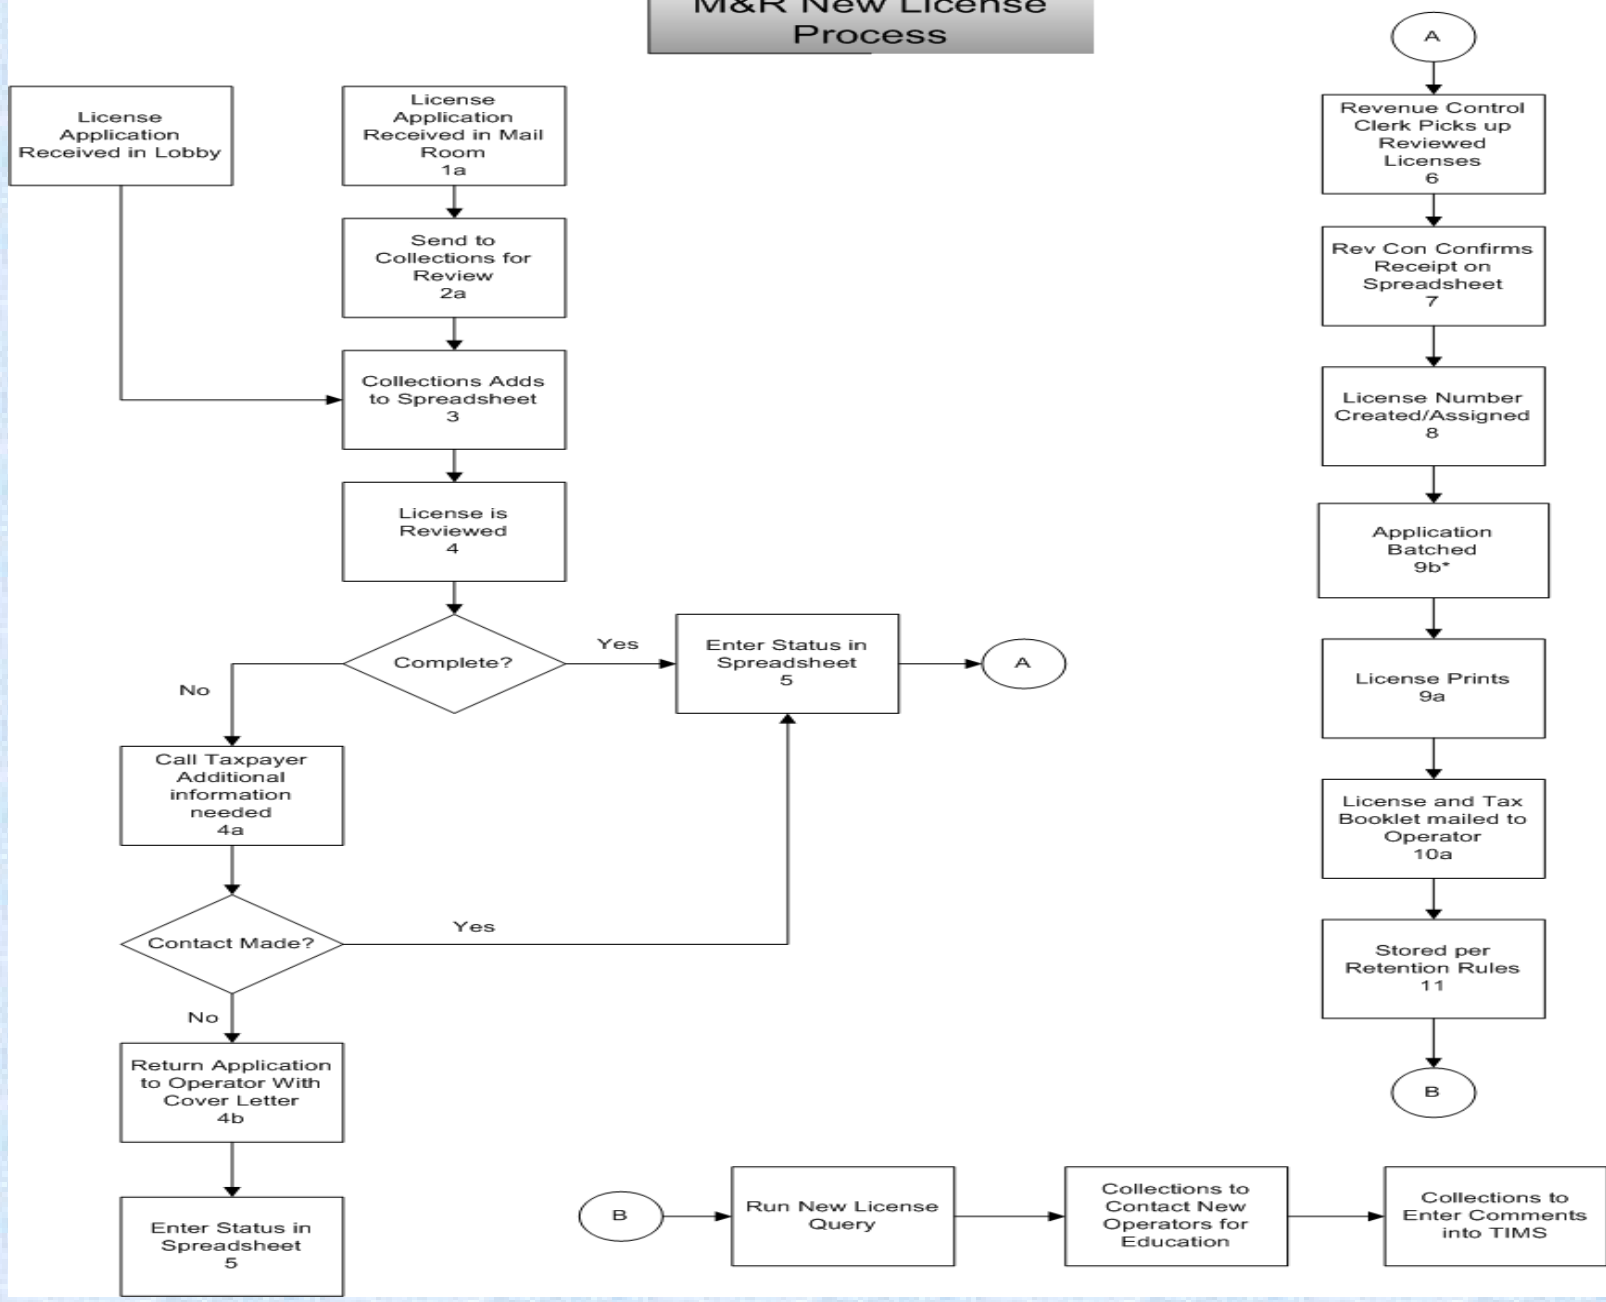 M&R New License
Process
License
Application
Received in Lobby
License
Application
Received in Mail
Room
1a
Send to
Collections for
Review
2a
Collections Adds
to Spreadsheet
3
License is
Reviewed
4
Complete?
Yes
No
Enter Status in
Spreadsheet
5
A
Call Taxpayer
Additional
information
needed
4a
Contact Made?
Yes
No
Return Application
to Operator With
Cover Letter
4b
Enter Status in
Spreadsheet
5
A
Revenue Control
Clerk Picks up
Reviewed
Licenses
6
Rev Con Confirms
Receipt on
Spreadsheet
7
License Number
Created/Assigned
8
Application
Batched
9b*
License Prints
9a
License and Tax
Booklet mailed to
Operator
10a
Stored per
Retention Rules
11
B
B
Run New License
Query
Collections to
Contact New
Operators for
Education
Collections to
Enter Comments
into TIMS